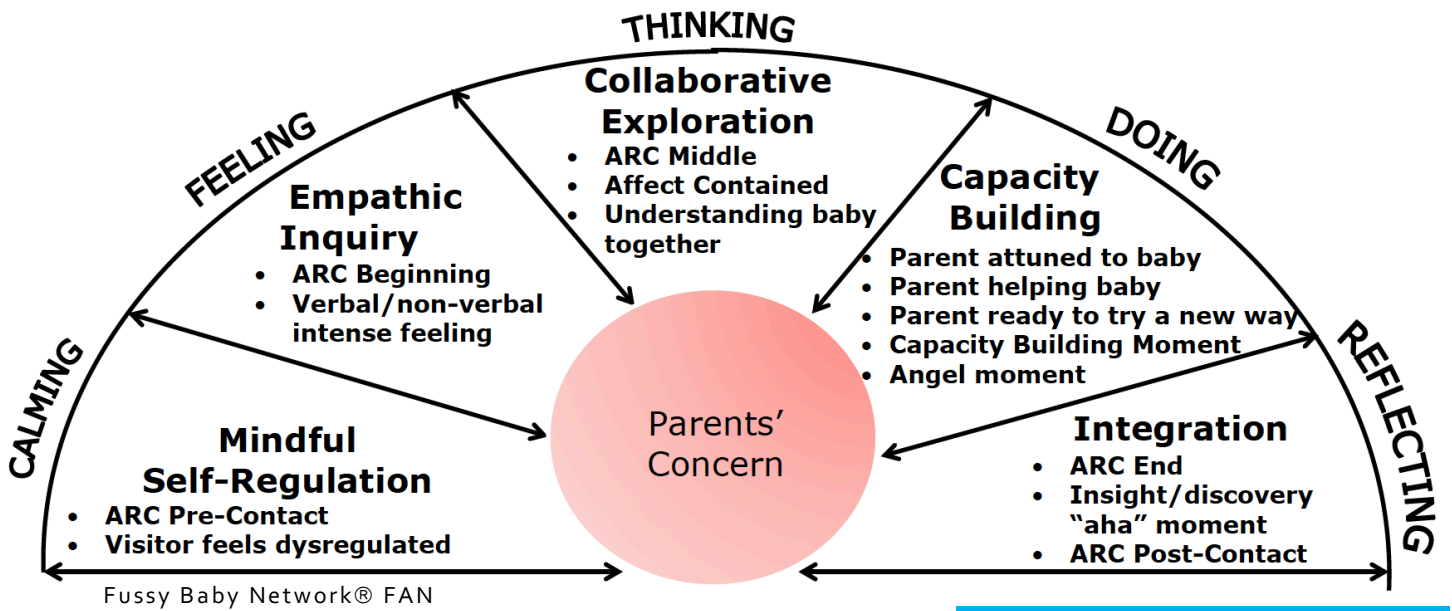 THINKING
FEELING
DOING
CALMING
REFLECTING
Collaborative
Exploration
• ARC Middle
• Affect Contained
• Understanding baby
together
Empathic
Inquiry
• ARC Beginning
• Verbal/non-verbal
intense feeling
Capacity
Building
• Parent attuned to baby
• Parent helping baby
• Parent ready to try a new way
• Capacity Building Moment
• Angel moment
Mindful
Self-Regulation
• ARC Pre-Contact
• Visitor feels dysregulated
Parents’
Concern
Integration
• ARC End
• Insight/discovery
“aha” moment
• ARC Post-Contact
Fussy Baby Network® FAN